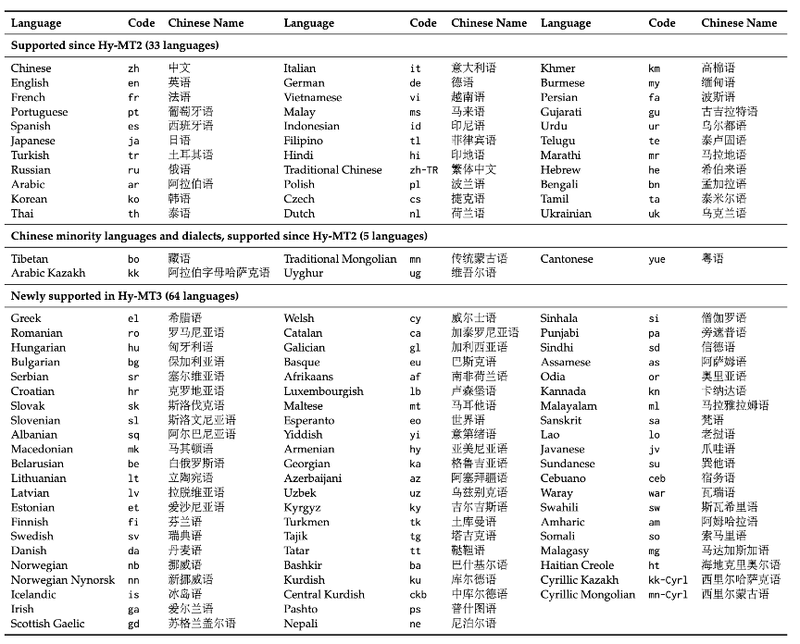 Language Code Chinese Name Language Code Chinese Name Language Code Chinese Name
Supported since Hy-MT2 (33 languages)
Chinese zh 中文 Italian it 意大利语 Khmer km 高棉语
English en 英语 German de 德语 Burmese my 缅甸语
French fr 法语 Vietnamese vi 越南语 Persian fa 波斯语
Portuguese pt 葡萄牙语 Malay ms 马来语 Gujarati gu 古吉拉特语
Spanish es 西班牙语 Indonesian id 印尼语 Urdu ur 乌尔都语
Japanese ja 日语 Filipino tl 菲律宾语 Telugu te 泰卢固语
Turkish tr 土耳其语 Hindi hi 印地语 Marathi mr 马拉地语
Russian ru 俄语 Traditional Chinese zh-TR 繁体中文 Hebrew he 希伯来语
Arabic ar 阿拉伯语 Polish pl 波兰语 Bengali bn 孟加拉语
Korean ko 韩语 Czech cs 捷克语 Tamil ta 泰米尔语
Thai th 泰语 Dutch nl 荷兰语 Ukrainian uk 乌克兰语
Chinese minority languages and dialects, supported since Hy-MT2 (5 languages)
Tibetan bo 藏语 Traditional Mongolian mn 传统蒙古语 Cantonese yue 粤语
Arabic Kazakh kk 阿拉伯字母哈萨克语 Uyghur ug 维吾尔语
Newly supported in Hy-MT3 (64 languages)
Greek el 希腊语 Welsh cy 威尔士语 Sinhala si 僧伽罗语
Romanian ro 罗马尼亚语 Catalan ca 加泰罗尼亚语 Punjabi pa 旁遮普语
Hungarian hu 匈牙利语 Galician gl 加利西亚语 Sindhi sd 信德语
Bulgarian bg 保加利亚语 Basque eu 巴斯克语 Assamese as 阿萨姆语
Serbian sr 塞尔维亚语 Afrikaans af 南非荷兰语 Odia or 奥里亚语
Croatian hr 克罗地亚语 Luxembourgish lb 卢森堡语 Kannada kn 卡纳达语
Slovak sk 斯洛伐克语 Maltese mt 马耳他语 Malayalam ml 马拉雅拉姆语
Slovenian sl 斯洛文尼亚语 Esperanto eo 世界语 Sanskrit sa 梵语
Albanian sq 阿尔巴尼亚语 Yiddish yi 意第绪语 Lao lo 老挝语
Macedonian mk 马其顿语 Armenian hy 亚美尼亚语 Javanese jv 爪哇语
Belarusian be 白俄罗斯语 Georgian ka 格鲁吉亚语 Sundanese su 巽他语
Lithuanian lt 立陶宛语 Azerbaijani az 阿塞拜疆语 Cebuano ceb 宿务语
Latvian lv 拉脱维亚语 Uzbek uz 乌兹别克语 Waray war 瓦瑞语
Estonian et 爱沙尼亚语 Kyrgyz ky 吉尔吉斯语 Swahili sw 斯瓦希里语
Finnish fi 芬兰语 Turkmen tk 土库曼语 Amharic am 阿姆哈拉语
Swedish sv 瑞典语 Tajik tg 塔吉克语 Somali so 索马里语
Danish da 丹麦语 Tatar tt 鞑靼语 Malagasy mg 马达加斯加语
Norwegian nb 挪威语 Bashkir ba 巴什基尔语 Haitian Creole ht 海地克里奥尔语
Norwegian Nynorsk nn 新挪威语 Kurdish ku 库尔德语 Cyrillic Kazakh kk-Cyrl 西里尔哈萨克语
Icelandic is 冰岛语 Central Kurdish ckb 中库尔德语 Cyrillic Mongolian mn-Cyrl 西里尔蒙古语
Irish ga 爱尔兰语 Pashto ps 普什图语
Scottish Gaelic gd 苏格兰盖尔语 Nepali ne 尼泊尔语